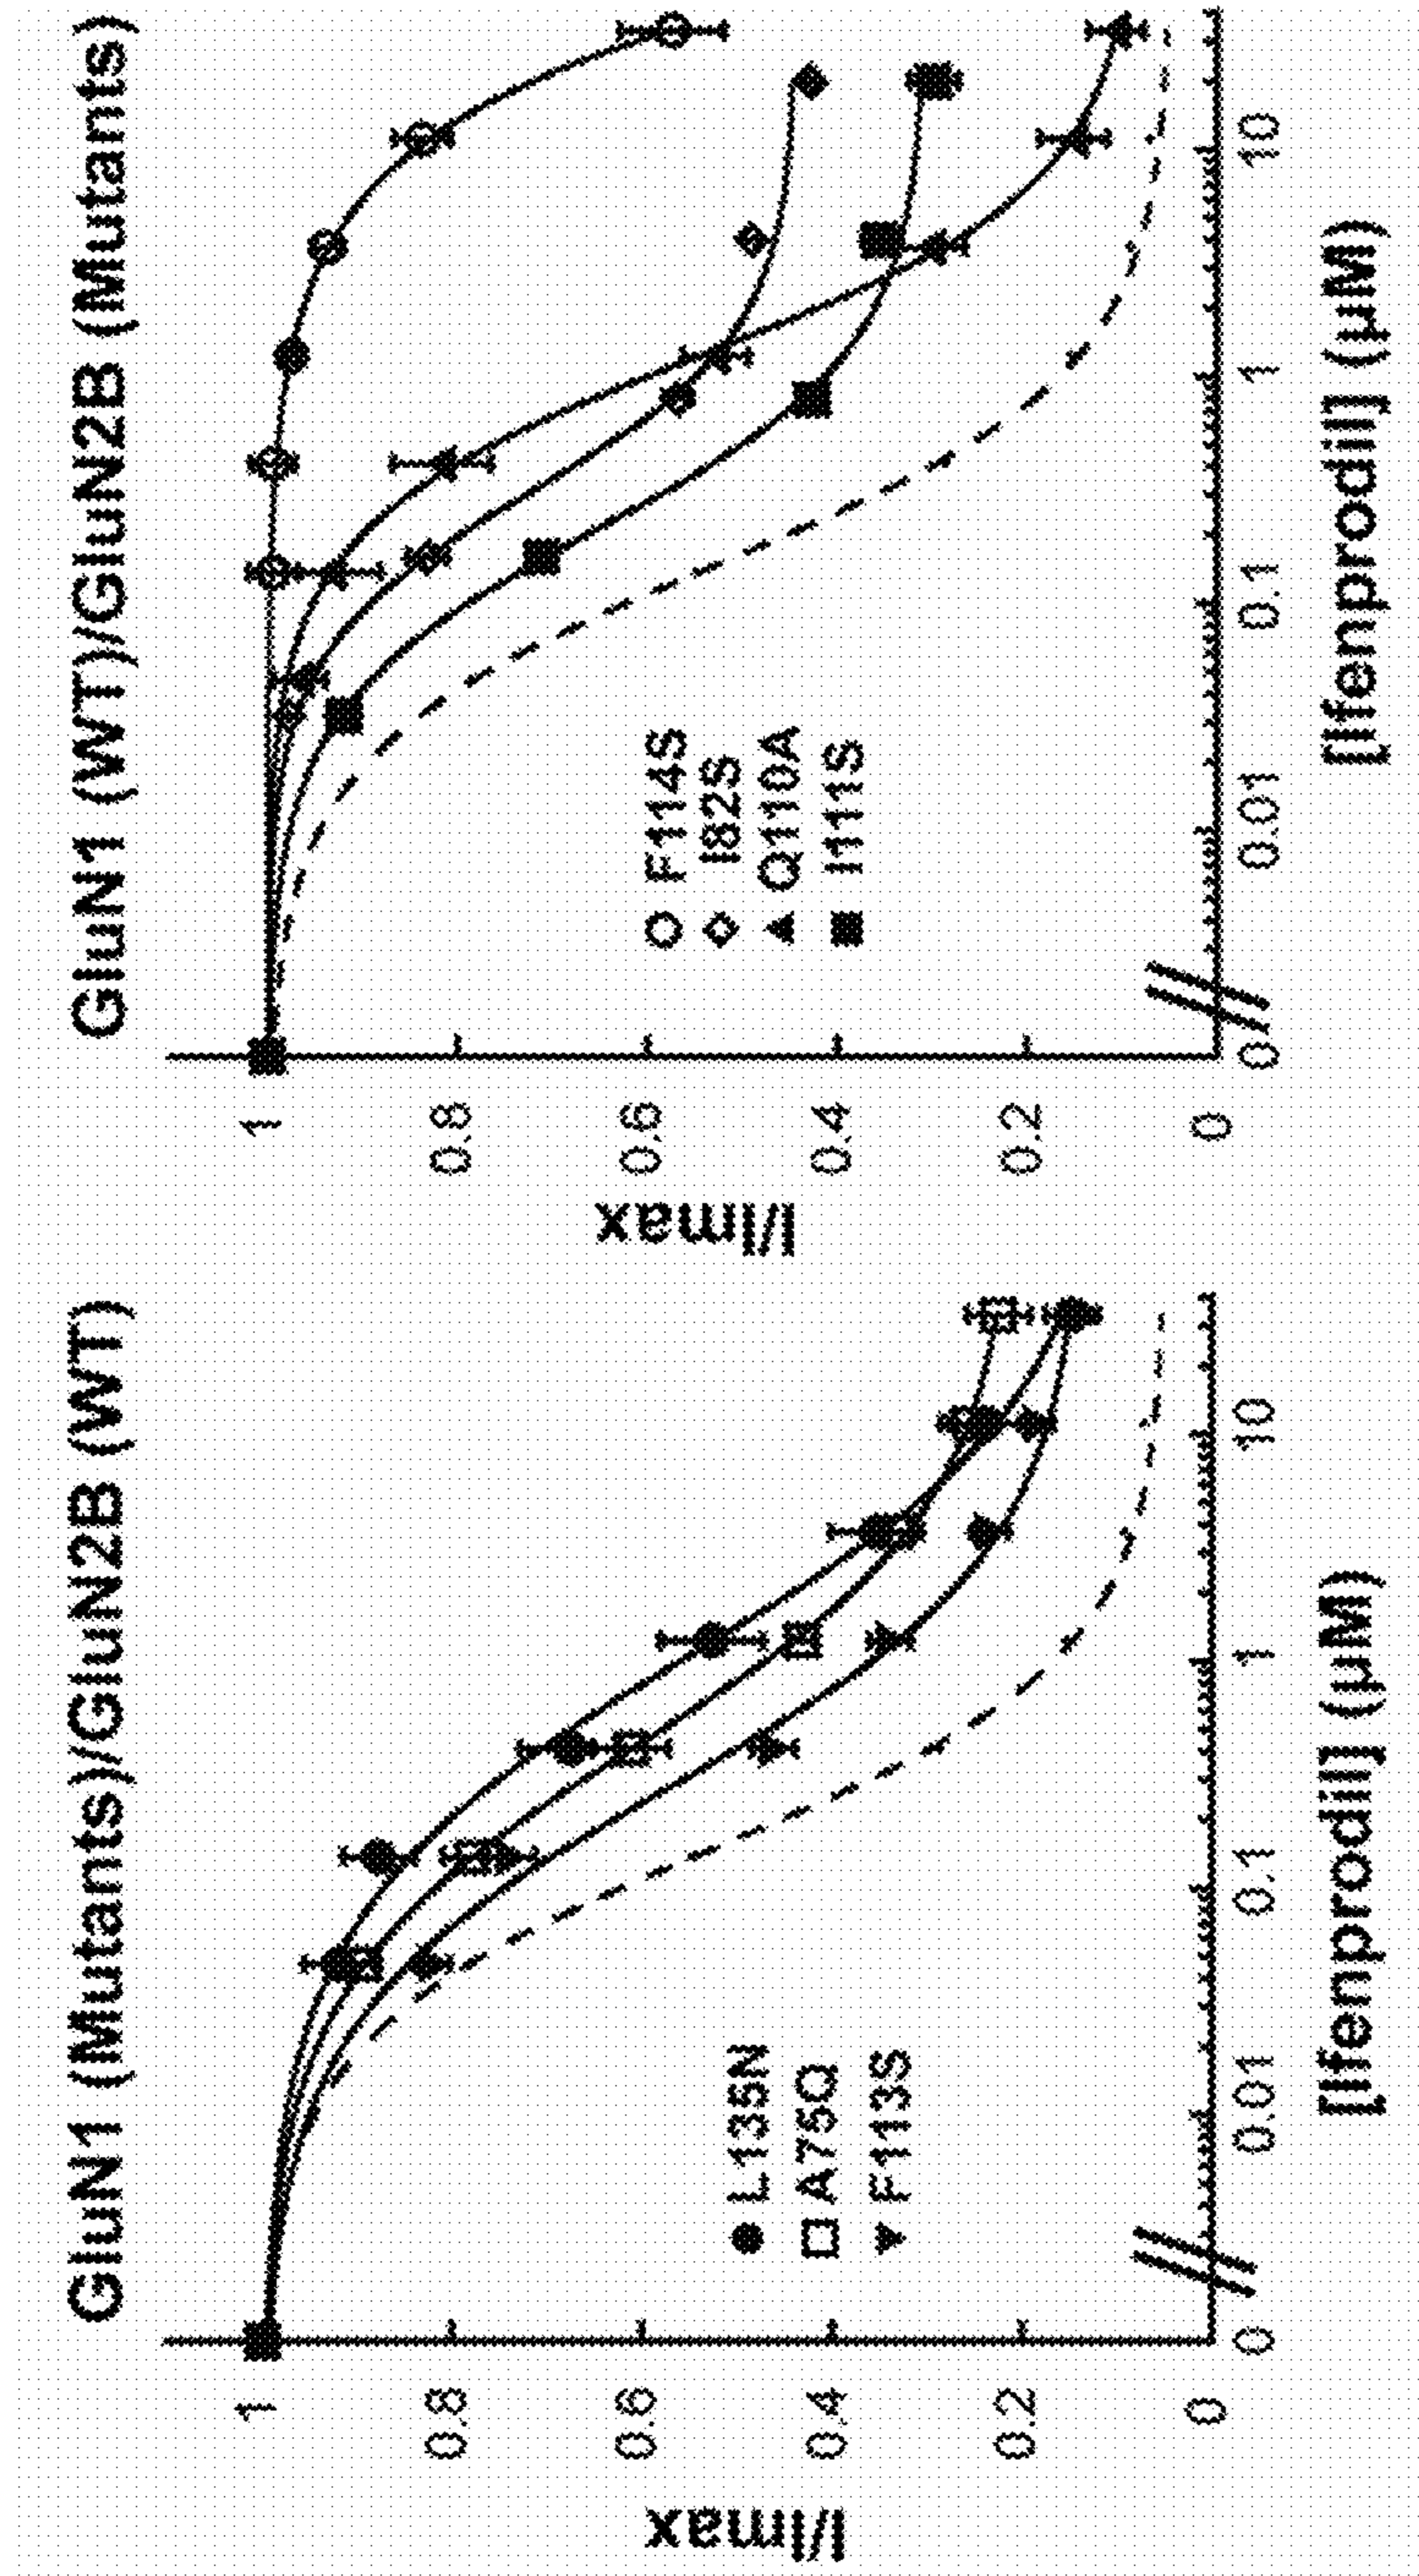 GluN1 (Mutants)/GluN2B (WT)
I/Imax
1
0.8
0.6
0.4
0.2
0
L135N
A75Q
F113S
0 0.01 0.1 1 10
[Ifenprodil] (µM)
GluN1 (WT)/GluN2B (Mutants)
I/Imax
1
0.8
0.6
0.4
0.2
0
F114S
I82S
Q110A
I111S
0 0.01 0.1 1 10
[Ifenprodil] (µM)